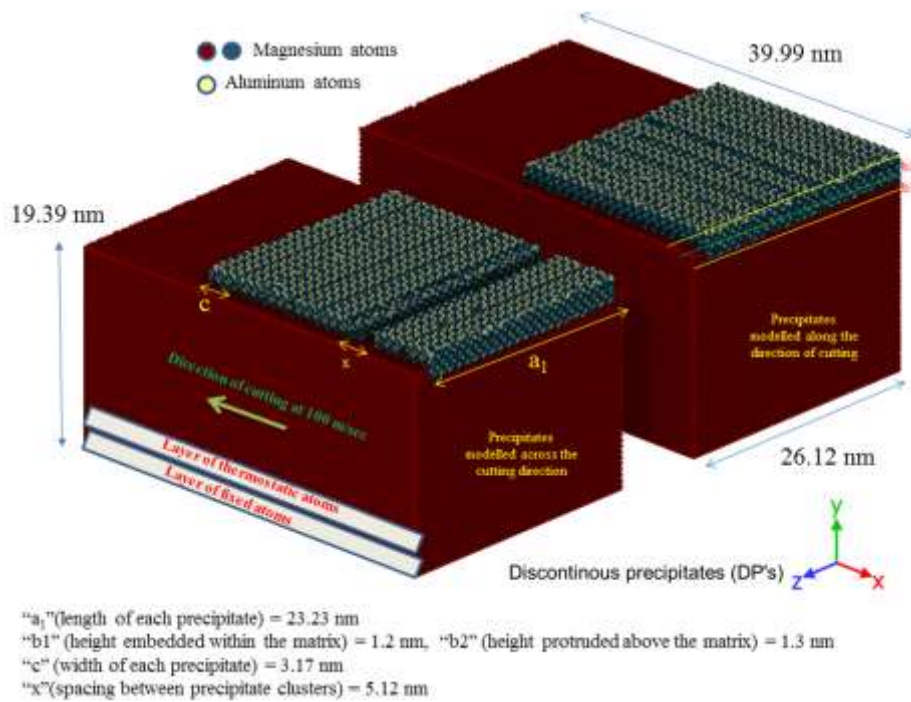 Magnesium atoms
Aluminum atoms
39.99 nm
19.39 nm
c
x
a1
Direction of cutting at 100 m/sec
Precipitates
modelled along the
direction of cutting
Precipitates
modelled across the
cutting direction
Layer of thermostatic atoms
Layer of fixed atoms
26.12 nm
Discontinous precipitates (DP's)
y
z
x
“a1”(length of each precipitate) = 23.23 nm
“b1” (height embedded within the matrix) = 1.2 nm, “b2” (height protruded above the matrix) = 1.3 nm
“c” (width of each precipitate) = 3.17 nm
“x”(spacing between precipitate clusters) = 5.12 nm